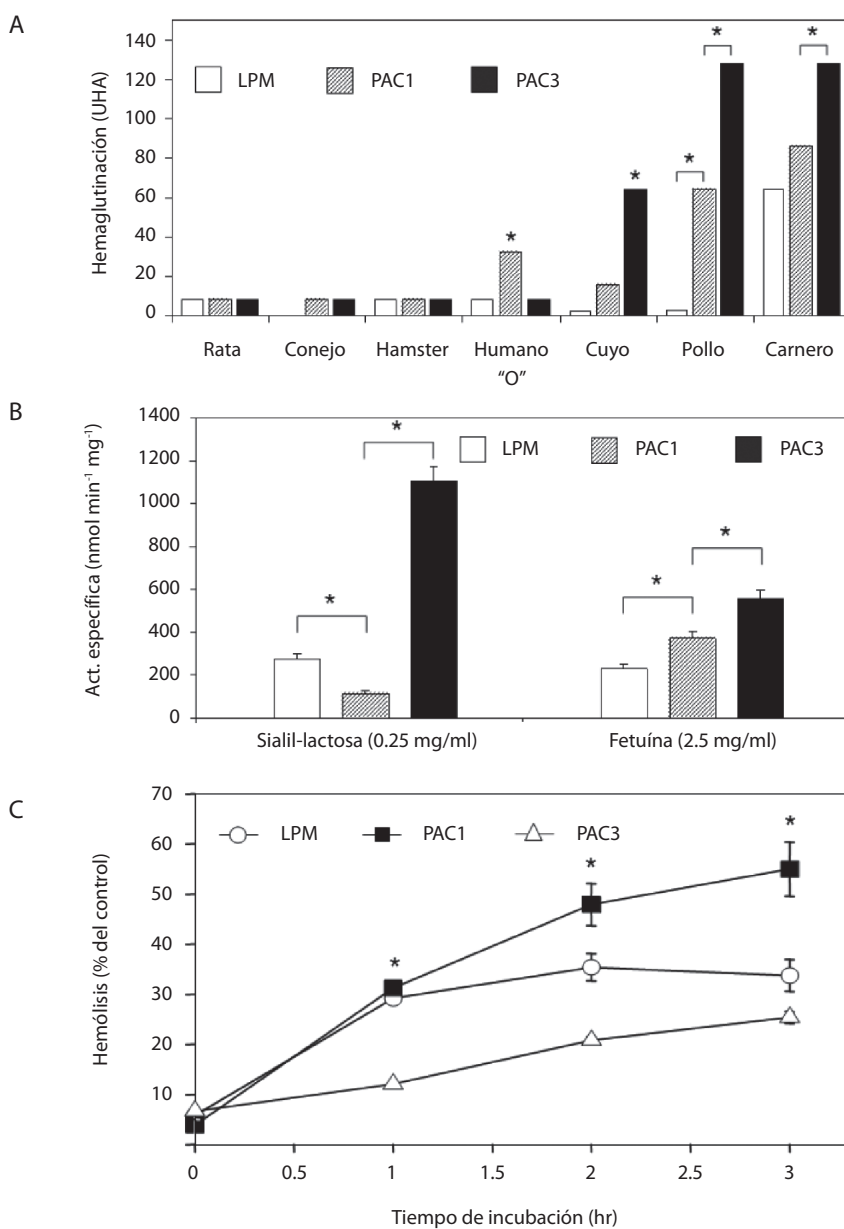 A
Hemaglutinación (UHA)
140
120
100
80
60
40
20
0
LPM PAC1 PAC3
* * * * *
Rata Conejo Hamster Humano "O" Cuyo Pollo Carnero
B
Act. específica (nmol min⁻¹ mg⁻¹)
1400
1200
1000
800
600
400
200
0
LPM PAC1 PAC3
* * * *
Sialil-lactosa (0.25 mg/ml) Fetuína (2.5 mg/ml)
C
Hemólisis (% del control)
70
60
50
40
30
20
10
LPM PAC1 PAC3
* * *
0 0.5 1 1.5 2 2.5 3
Tiempo de incubación (hr)